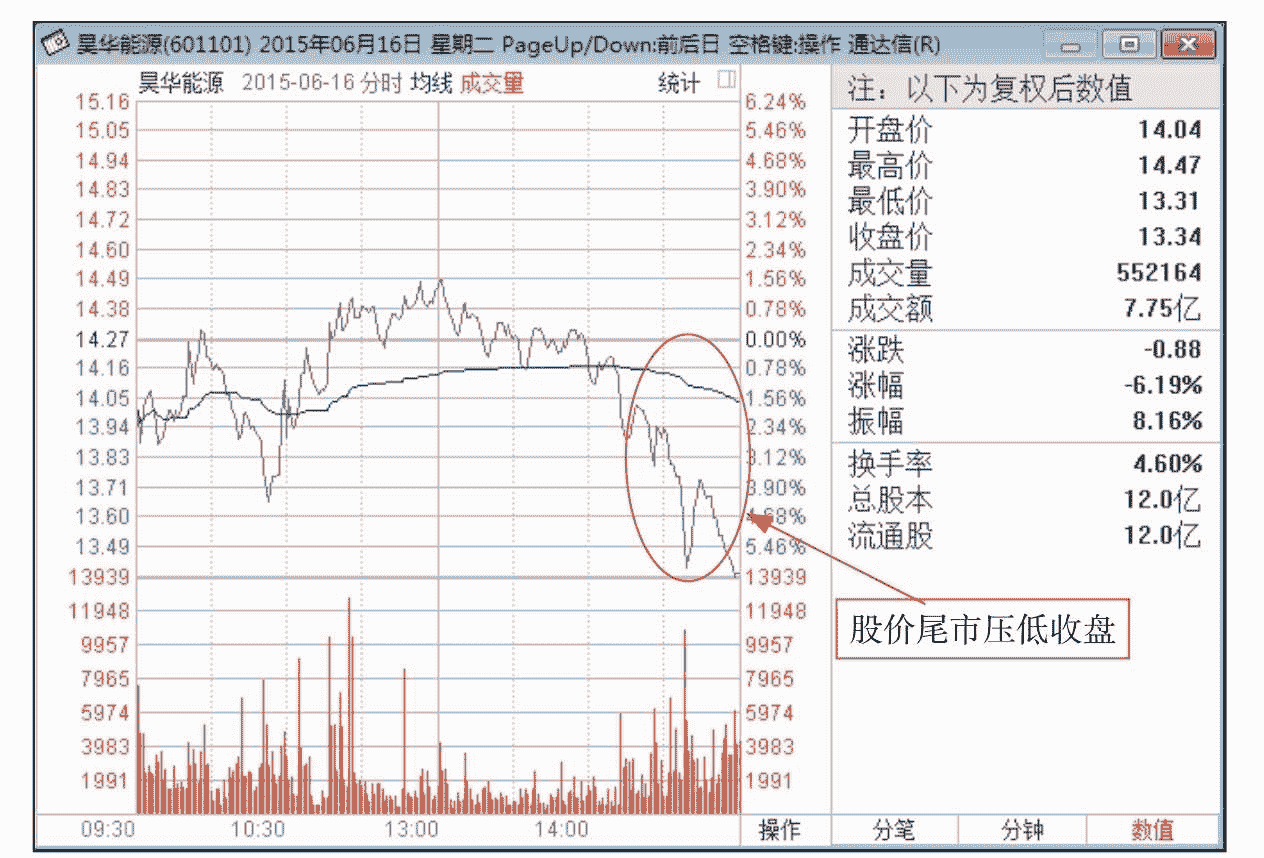 昊华能源(601101) 2015年06月16日 星期二 PageUp/Down:前后日 空格键:操作 通达信(R)
昊华能源 2015-06-16 分时 均线 成交量 统计
15.16 6.24%
15.05 5.46%
14.94 4.68%
14.83 3.90%
14.72 3.12%
14.60 2.34%
14.49 1.56%
14.38 0.78%
14.27 0.00%
14.16 0.78%
14.05 1.56%
13.94 2.34%
13.83 3.12%
13.71 3.90%
13.60 4.68%
13.49 5.46%
13939 13939
11948 11948
9957 9957
7965 7965
5974 5974
3983 3983
1991 1991
09:30 10:30 13:00 14:00 操作
注：以下为复权后数值
开盘价 14.04
最高价 14.47
最低价 13.31
收盘价 13.34
成交量 552164
成交额 7.75亿
涨跌 -0.88
涨幅 -6.19%
振幅 8.16%
换手率 4.60%
总股本 12.0亿
流通股 12.0亿
股价尾市压低收盘
分笔 分钟 数值